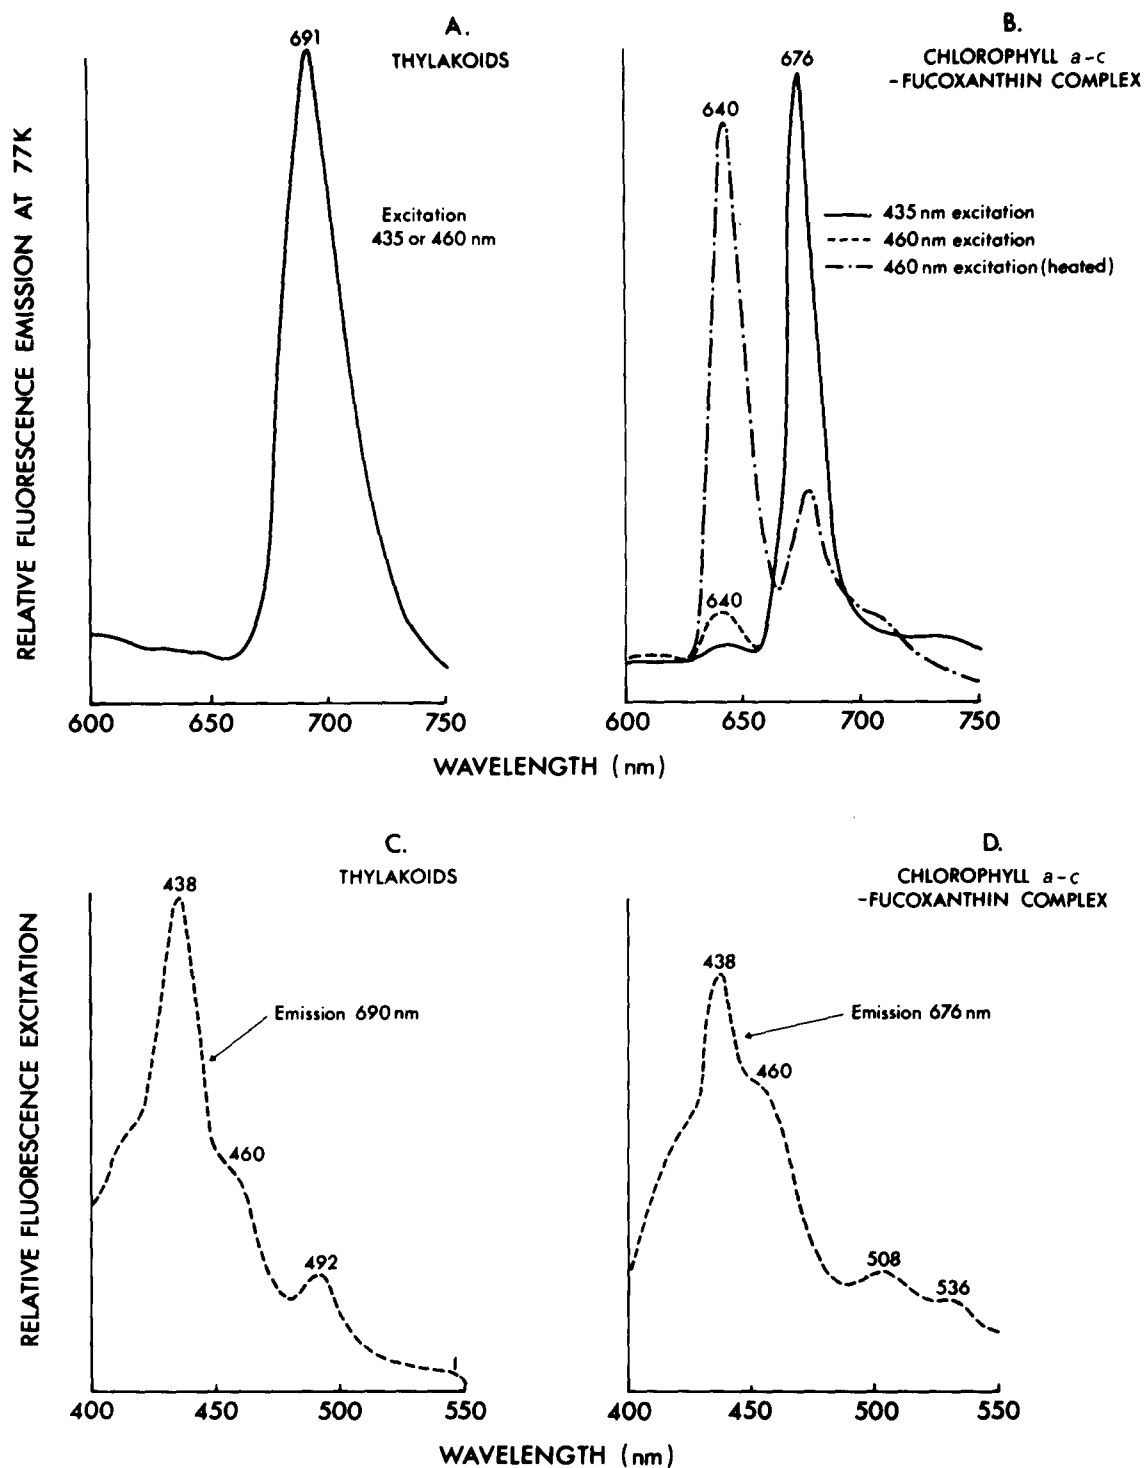 A.
THYLAKOIDS
691
Excitation
435 or 460 nm
RELATIVE FLUORESCENCE EMISSION AT 77K
600 650 700 750
B.
CHLOROPHYLL a-c
-FUCOXANTHIN COMPLEX
676
640
435 nm excitation
460nm excitation
460 nm excitation (heated)
640
600 650 700 750
WAVELENGTH (nm)
C.
THYLAKOIDS
438
Emission 690 nm
460
492
RELATIVE FLUORESCENCE EXCITATION
400 450 500 550
D.
CHLOROPHYLL a-c
-FUCOXANTHIN COMPLEX
438
Emission 676 nm
460
508
536
400 450 500 550
WAVELENGTH (nm)